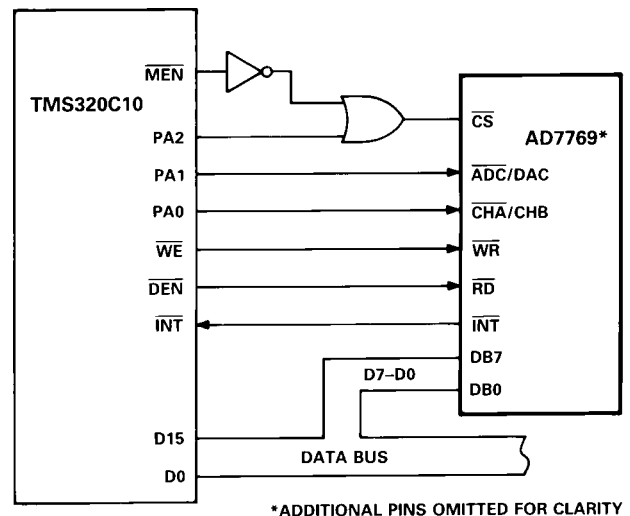 TMS320C10
MEN
PA2
PA1
PA0
WE
DEN
INT
D15
D0
AD7769*
CS
ADC/DAC
CHA/CHB
WR
RD
INT
DB7
DB0
D7–D0
DATA BUS
*ADDITIONAL PINS OMITTED FOR CLARITY